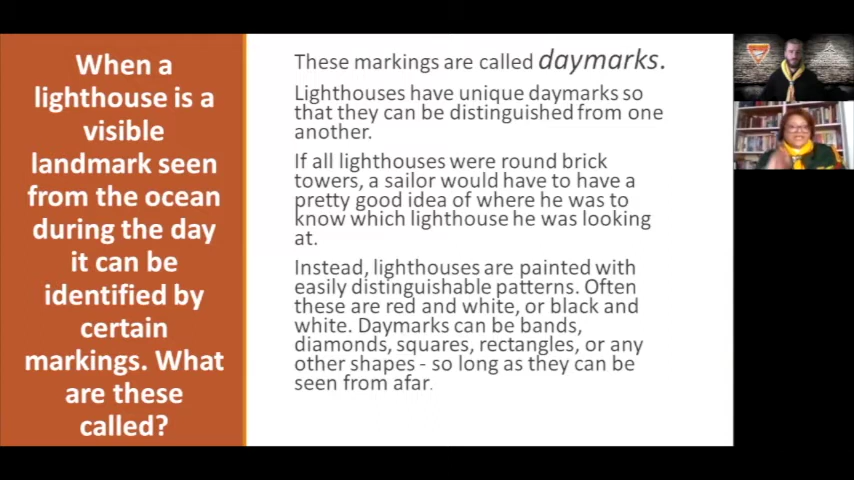 When a
lighthouse is a
visible
landmark seen
from the ocean
during the day
it can be
identified by
certain
markings. What
are these
called?
These markings are called daymarks.
Lighthouses have unique daymarks so
that they can be distinguished from one
another.
If all lighthouses were round brick
towers, a sailor would have to have a
pretty good idea of where he was to
know which lighthouse he was looking
at.
Instead, lighthouses are painted with
easily distinguishable patterns. Often
these are red and white, or black and
white. Daymarks can be bands,
diamonds, squares, rectangles, or any
other shapes - so long as they can be
seen from afar.